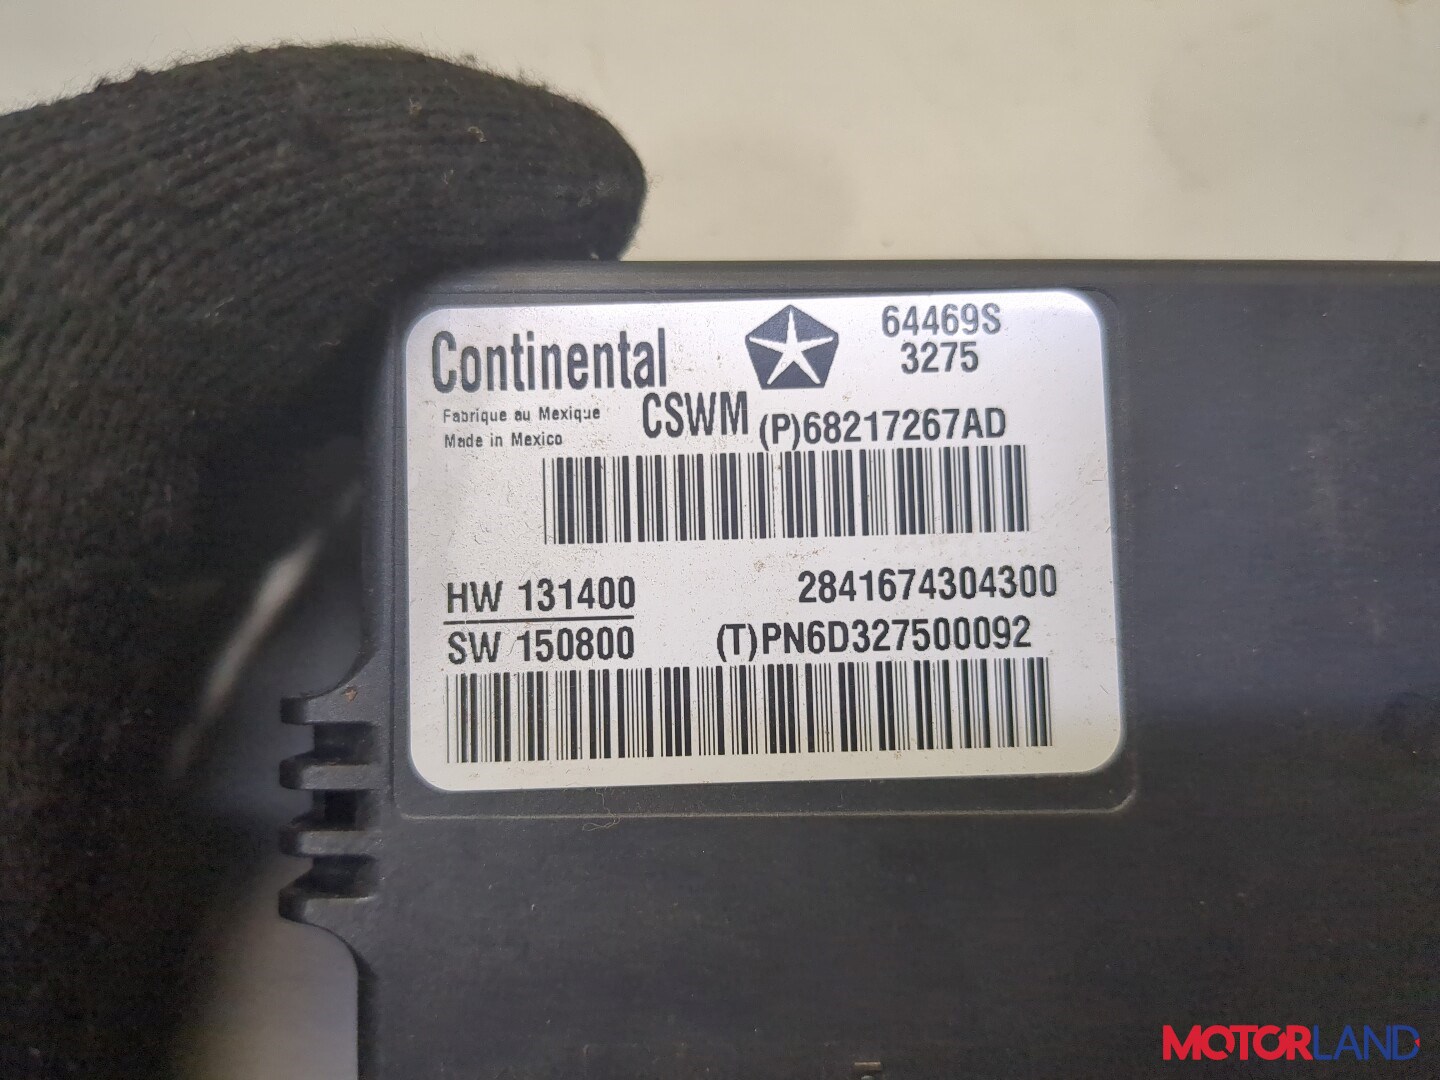 Continental
64469S
3275
Fabrique au Mexique
Made in Mexico
CSWM (P)68217267AD
HW 131400
2841674304300
SW 150800
(T)PN6D327500092
MOTORLAND